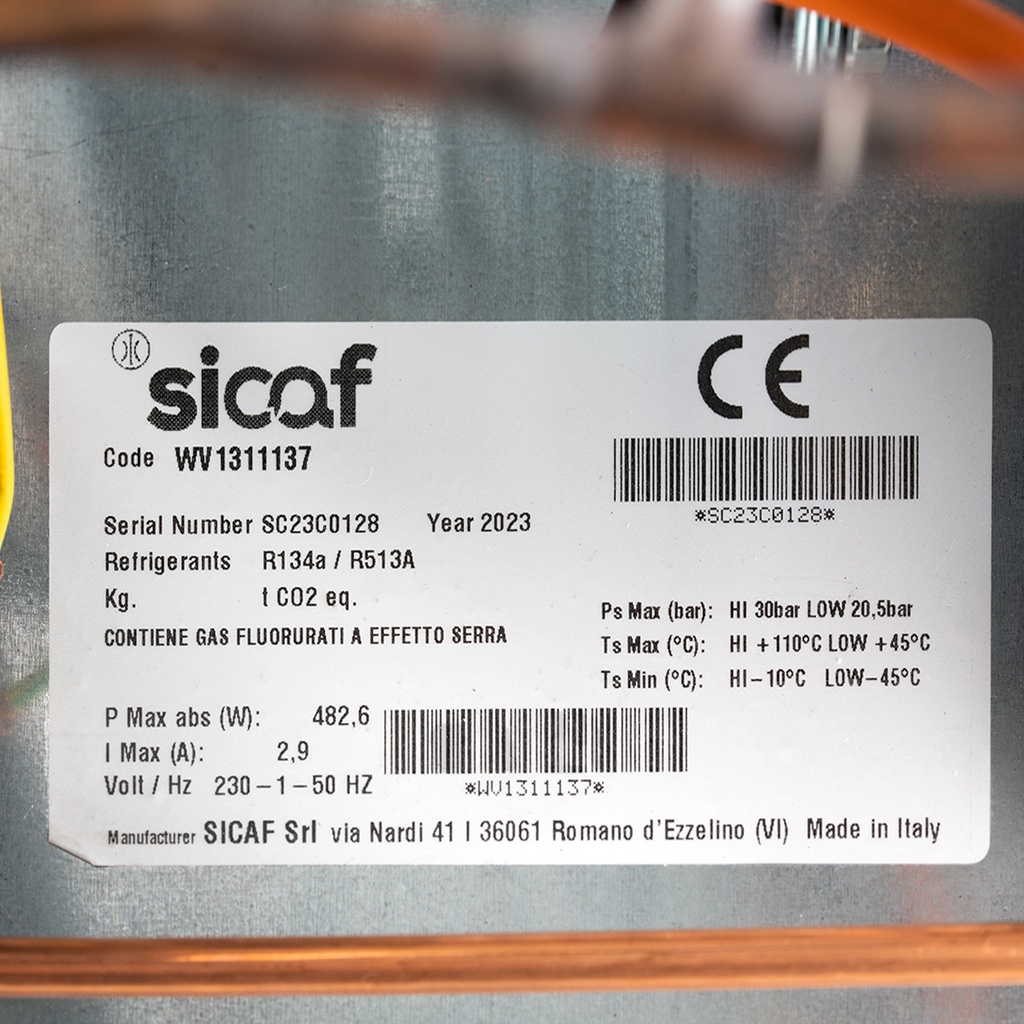 sicaf
CE
Code WV1311137
*SC23C0128*
Serial Number SC23C0128 Year 2023
Refrigerants R134a / R513A
Kg. t CO2 eq.
CONTIENE GAS FLUORURATI A EFFETTO SERRA
Ps Max (bar): HI 30bar LOW 20,5bar
Ts Max (°C): HI +110°C LOW +45°C
Ts Min (°C): HI–10°C LOW–45°C
P Max abs (W): 482,6
I Max (A): 2,9
Volt / Hz 230–1–50 HZ
*WV1311137*
Manufacturer SICAF Srl via Nardi 41 I 36061 Romano d'Ezzelino (VI) Made in Italy